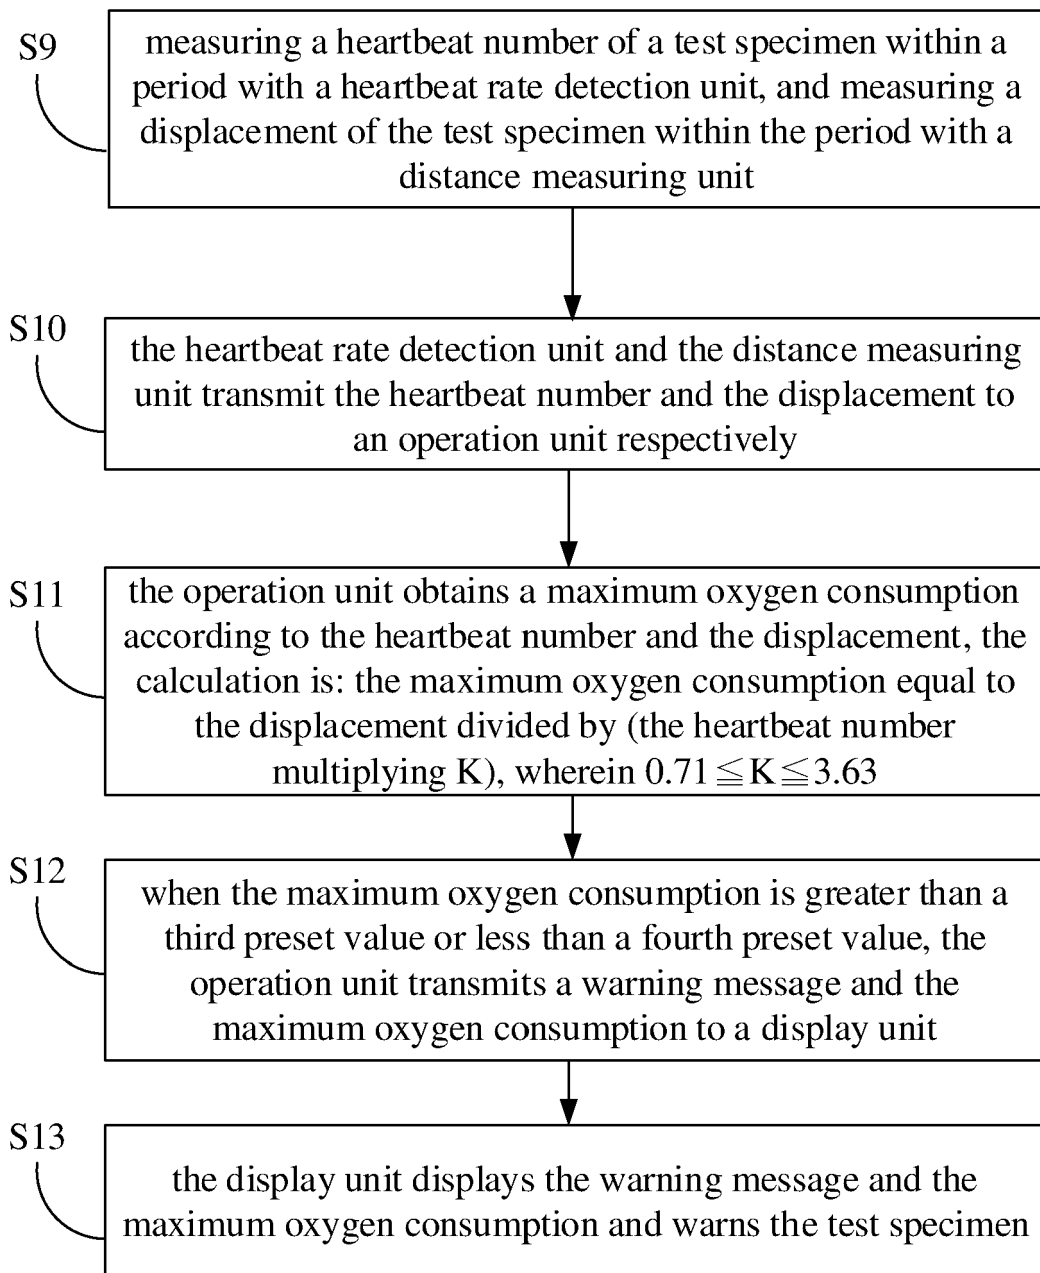 S9
measuring a heartbeat number of a test specimen within a
period with a heartbeat rate detection unit, and measuring a
displacement of the test specimen within the period with a
distance measuring unit
S10
the heartbeat rate detection unit and the distance measuring
unit transmit the heartbeat number and the displacement to
an operation unit respectively
S11
the operation unit obtains a maximum oxygen consumption
according to the heartbeat number and the displacement, the
calculation is: the maximum oxygen consumption equal to
the displacement divided by (the heartbeat number
multiplying K), wherein 0.71≦K≦3.63
S12
when the maximum oxygen consumption is greater than a
third preset value or less than a fourth preset value, the
operation unit transmits a warning message and the
maximum oxygen consumption to a display unit
S13
the display unit displays the warning message and the
maximum oxygen consumption and warns the test specimen